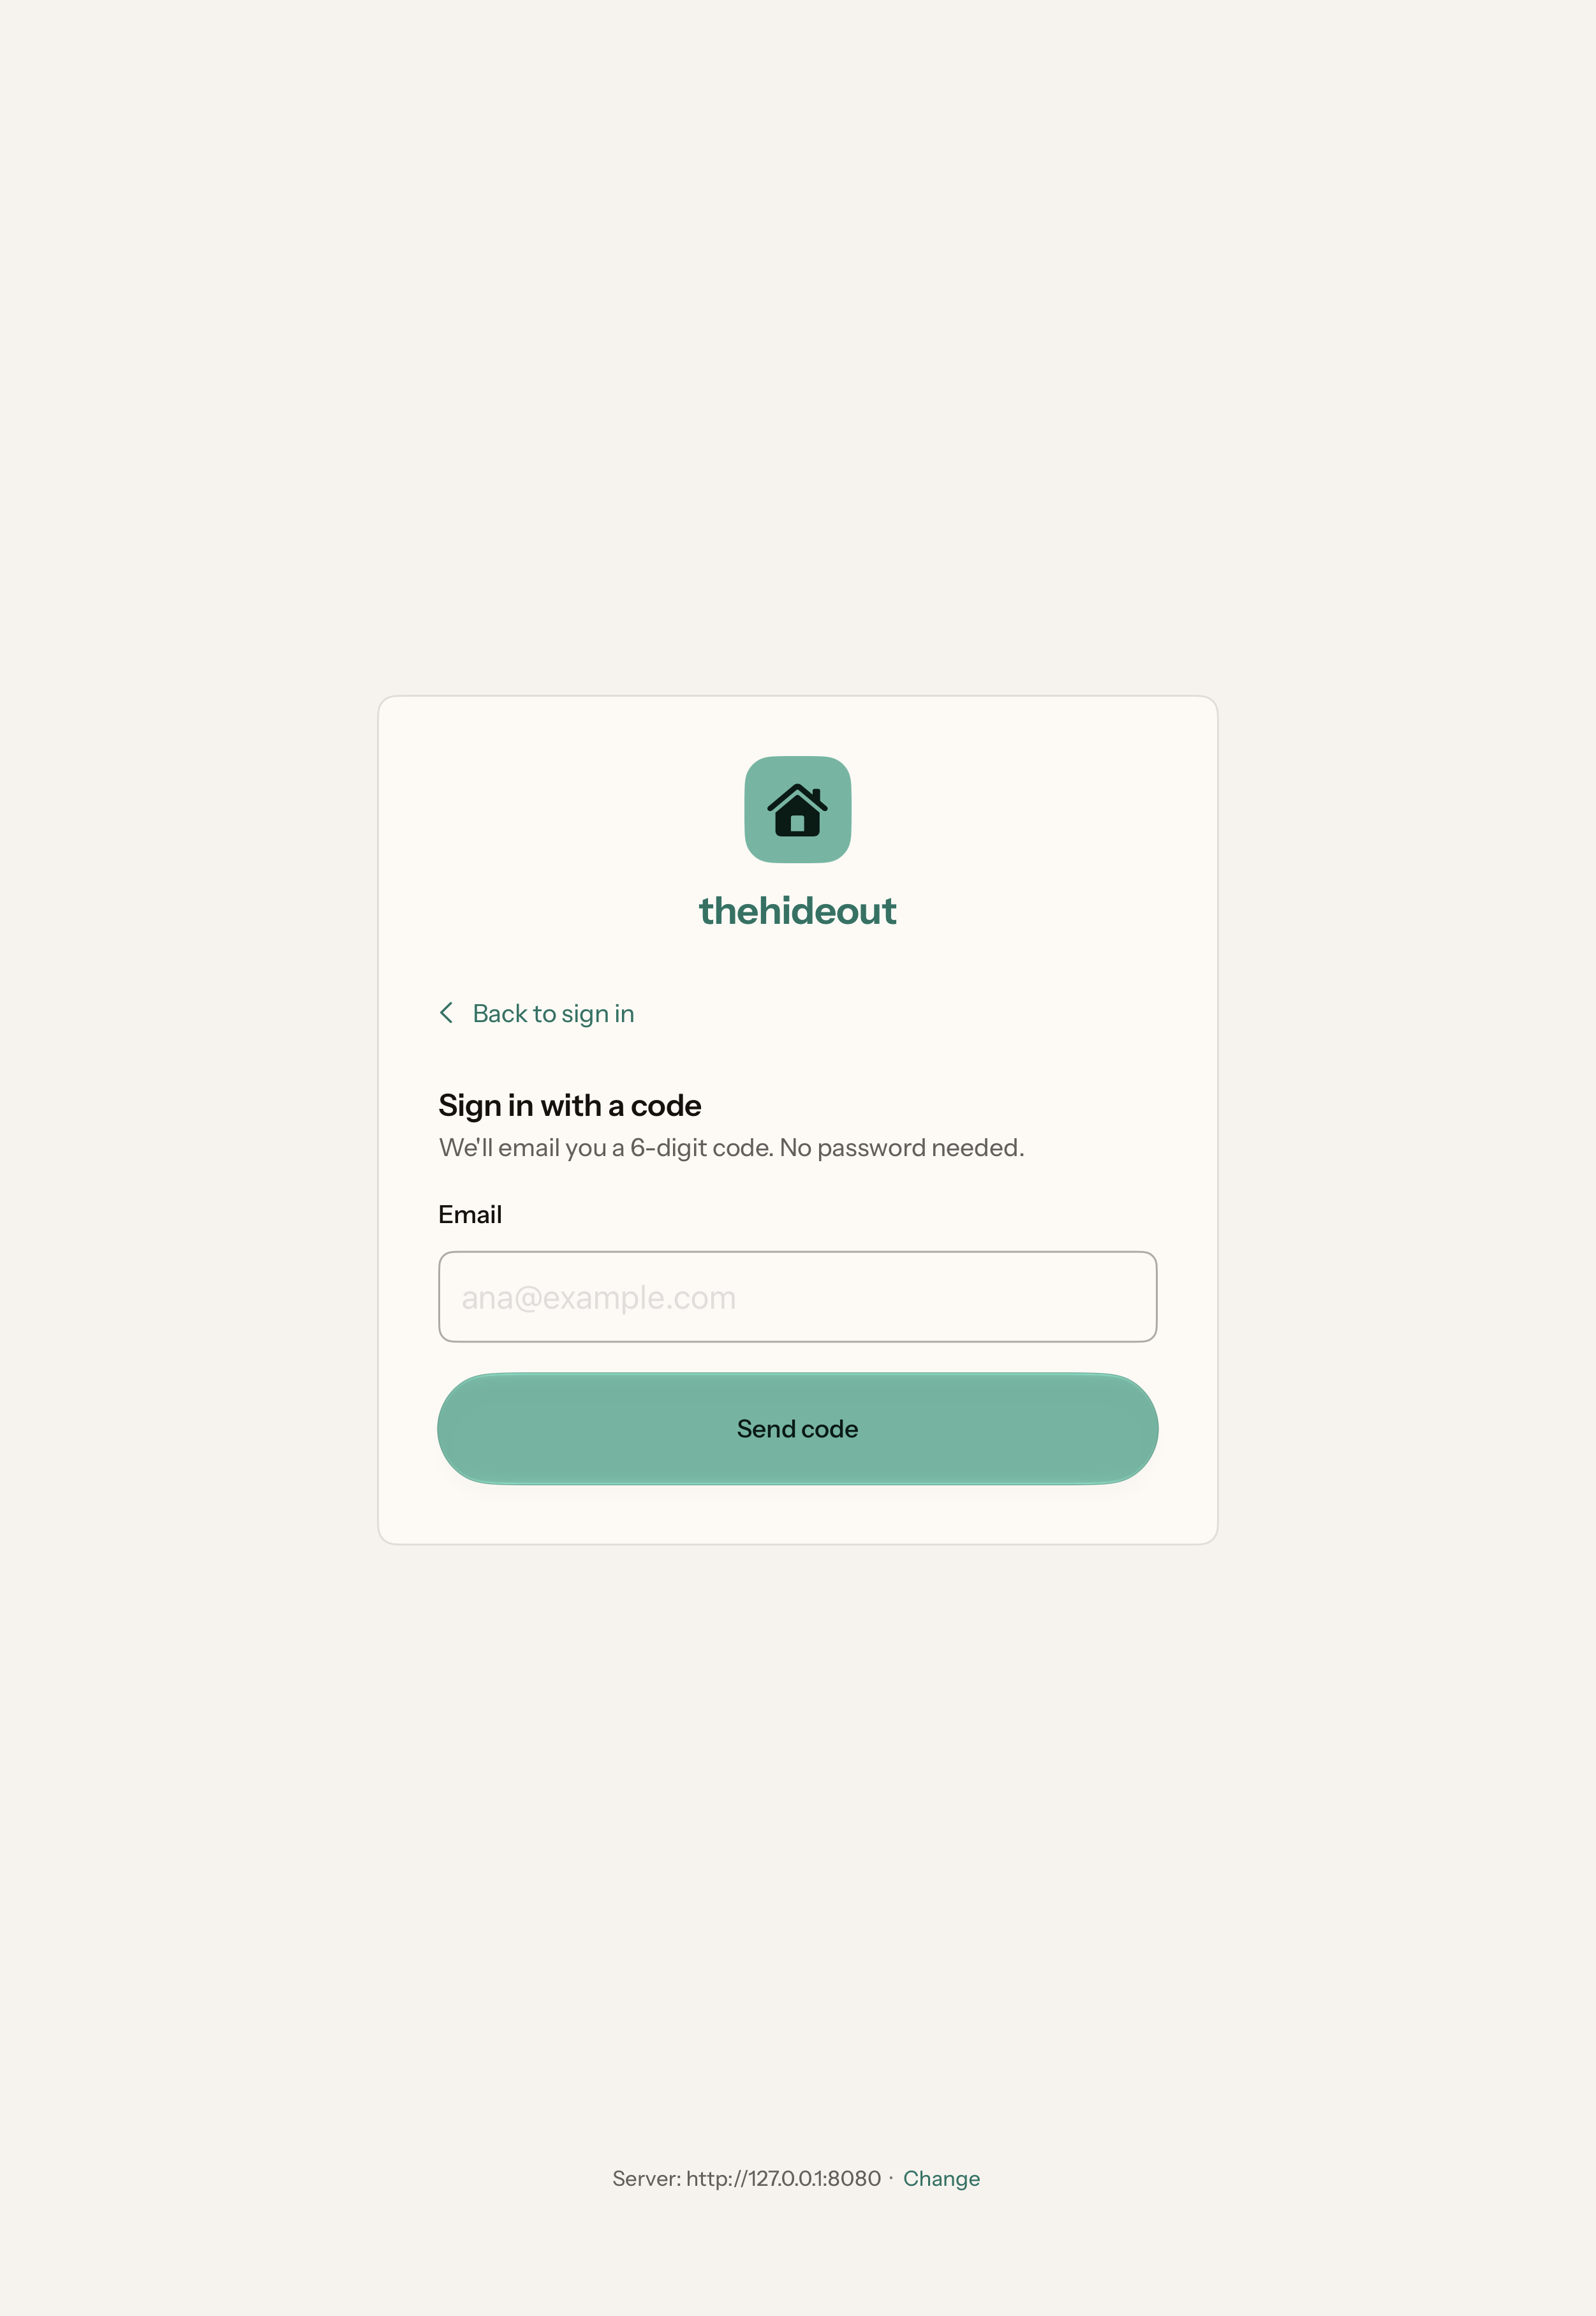 thehideout
Back to sign in
Sign in with a code
We'll email you a 6-digit code. No password needed.
Email
ana@example.com
Send code
Server: http://127.0.0.1:8080 · Change